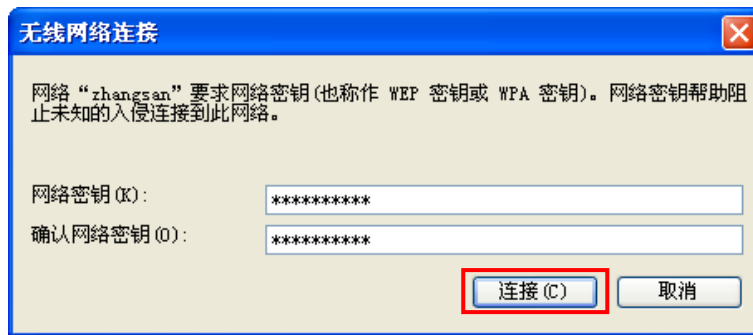 无线网络连接
网络“zhangsan”要求网络密钥(也称作 WEP 密钥或 WPA 密钥)。网络密钥帮助阻
止未知的入侵连接到此网络。
网络密钥(K):
**********
确认网络密钥(O):
**********
连接(C)
取消